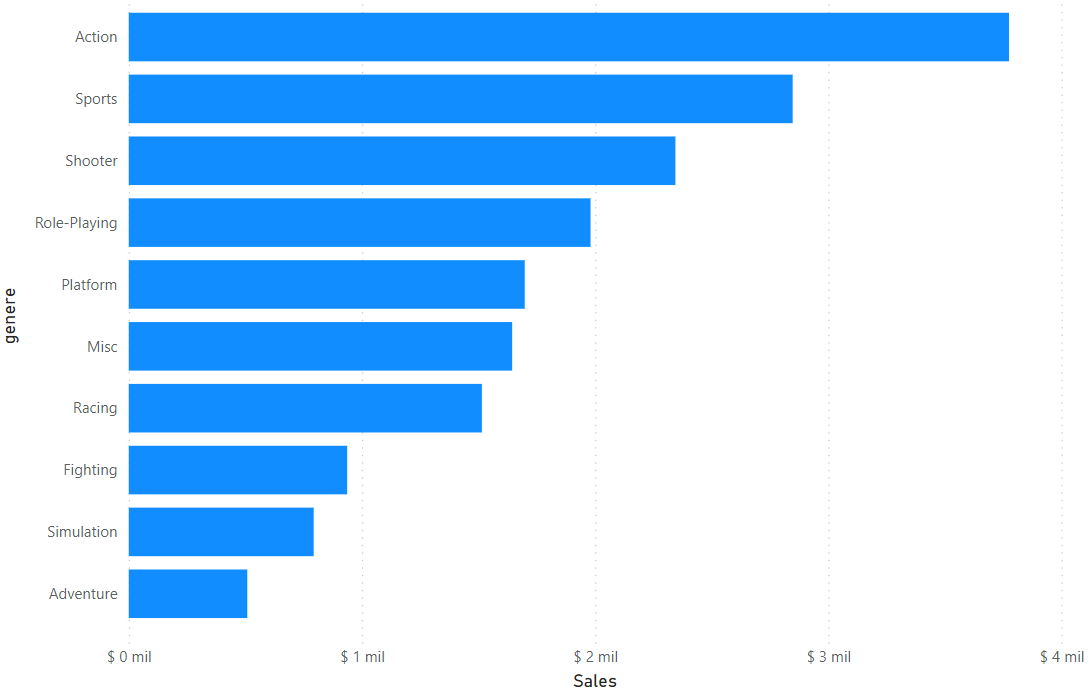 Action
Sports
Shooter
Role-Playing
Platform
Misc
Racing
Fighting
Simulation
Adventure
genere
$ 0 mil
$ 1 mil
$ 2 mil
$ 3 mil
$ 4 mil
Sales